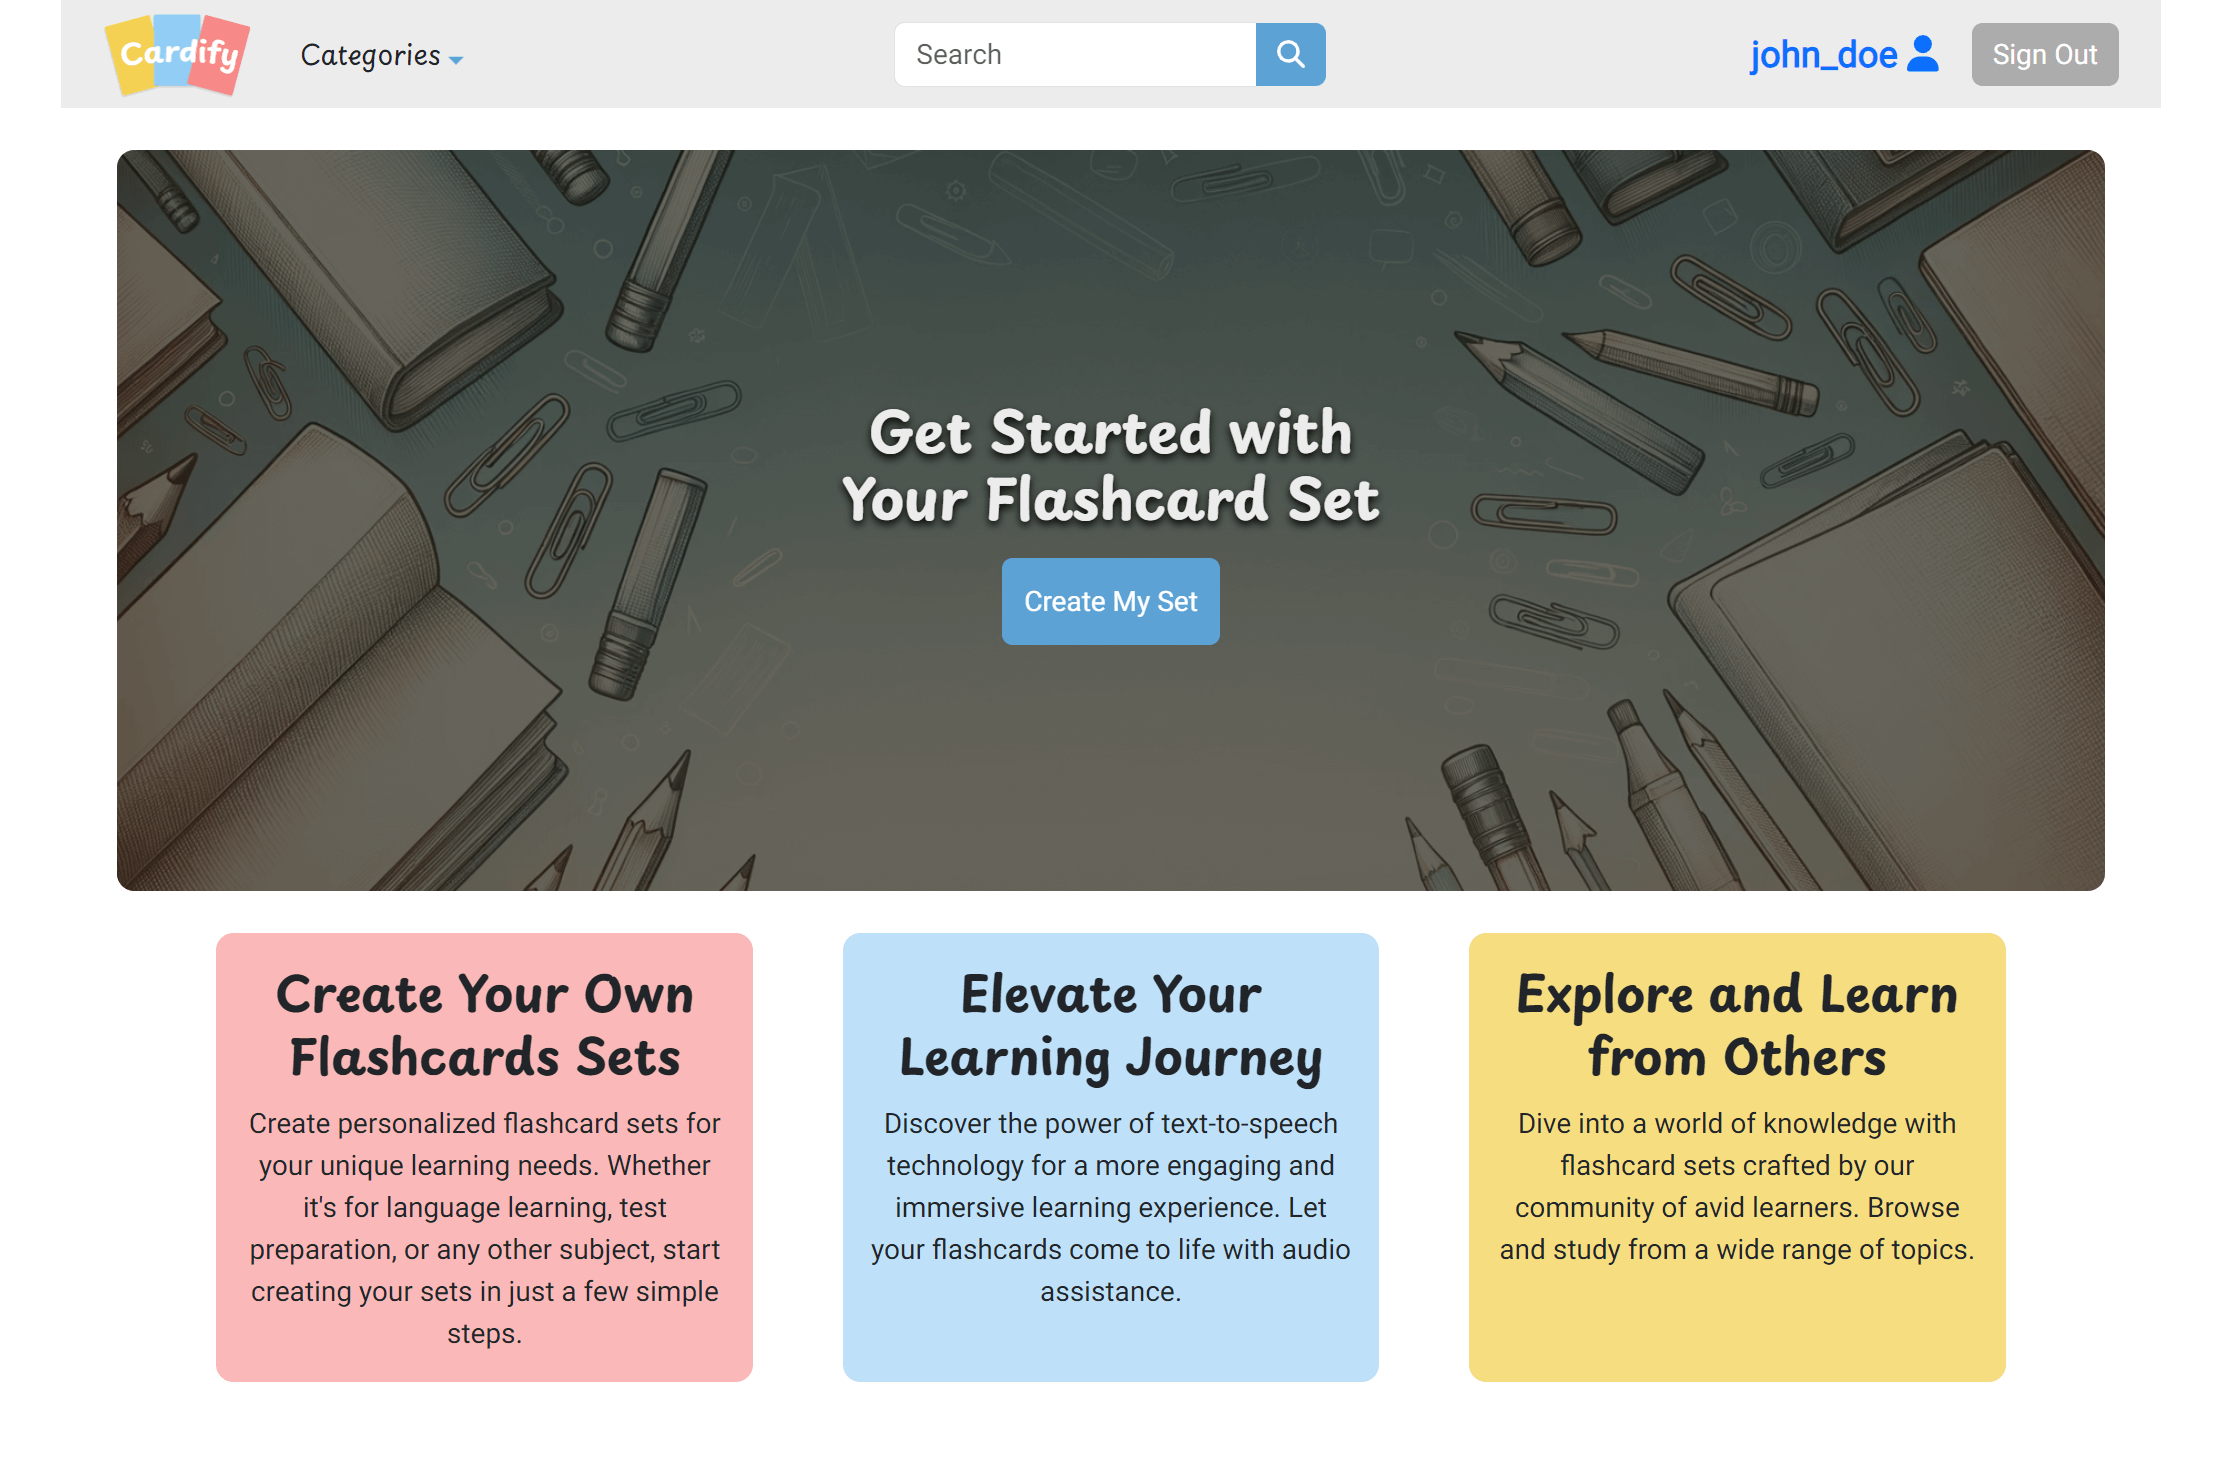 Cardify
Categories
Search
john_doe
Sign Out
Get Started with
Your Flashcard Set
Create My Set
Create Your Own
Flashcards Sets
Create personalized flashcard sets for
your unique learning needs. Whether
it's for language learning, test
preparation, or any other subject, start
creating your sets in just a few simple
steps.
Elevate Your
Learning Journey
Discover the power of text-to-speech
technology for a more engaging and
immersive learning experience. Let
your flashcards come to life with audio
assistance.
Explore and Learn
from Others
Dive into a world of knowledge with
flashcard sets crafted by our
community of avid learners. Browse
and study from a wide range of topics.